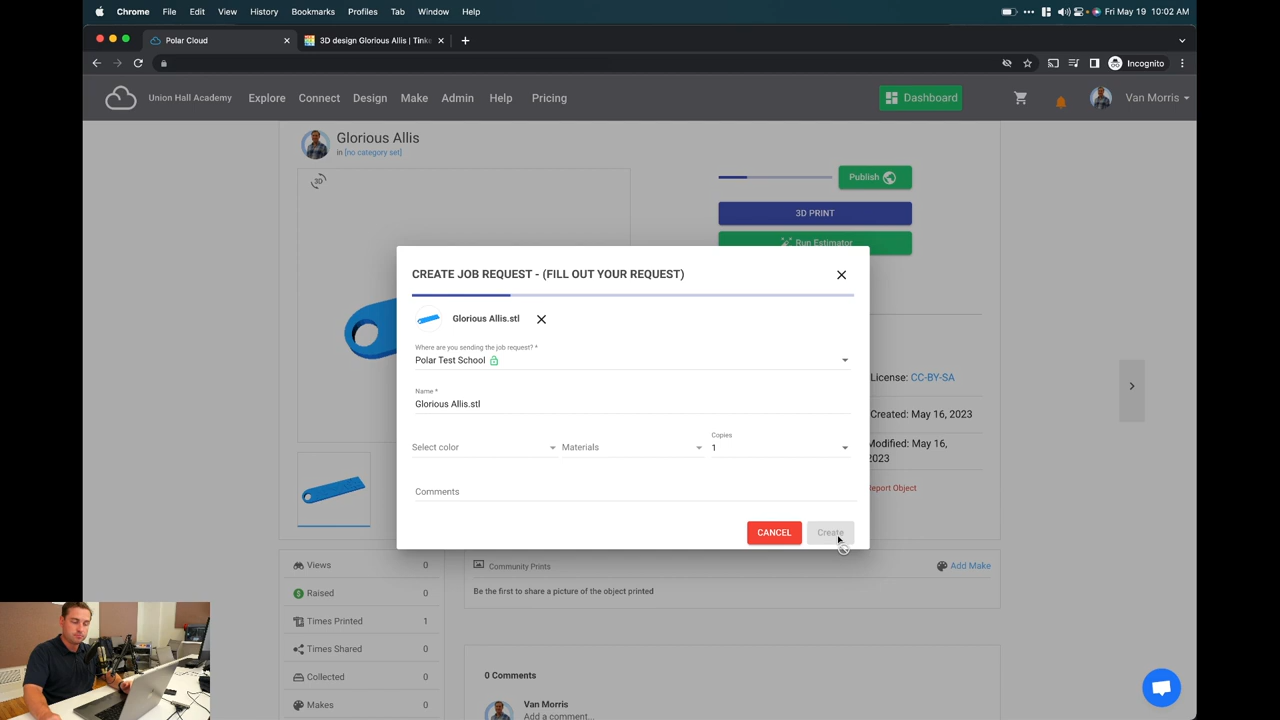 Chrome File Edit View History Bookmarks Profiles Tab Window Help Fri May 19 10:02 AM
Polar Cloud 3D design Glorious Allis | Tink
Incognito
Union Hall Academy Explore Connect Design Make Admin Help Pricing Dashboard Van Morris
Glorious Allis
in [no category set]
3D
Publish
3D PRINT
Run Estimator
CREATE JOB REQUEST - (FILL OUT YOUR REQUEST)
Glorious Allis.stl
Where are you sending the job request? *
Polar Test School
Name *
Glorious Allis.stl
Select color Materials Copies
1
Comments
CANCEL Create
License: CC-BY-SA
Created: May 16, 2023
Modified: May 16,
2023
Report Object
Views 0
Raised 0
Times Printed 1
Times Shared 0
Collected 0
Makes 0
Community Prints Add Make
Be the first to share a picture of the object printed
0 Comments
Van Morris
Add a comment...